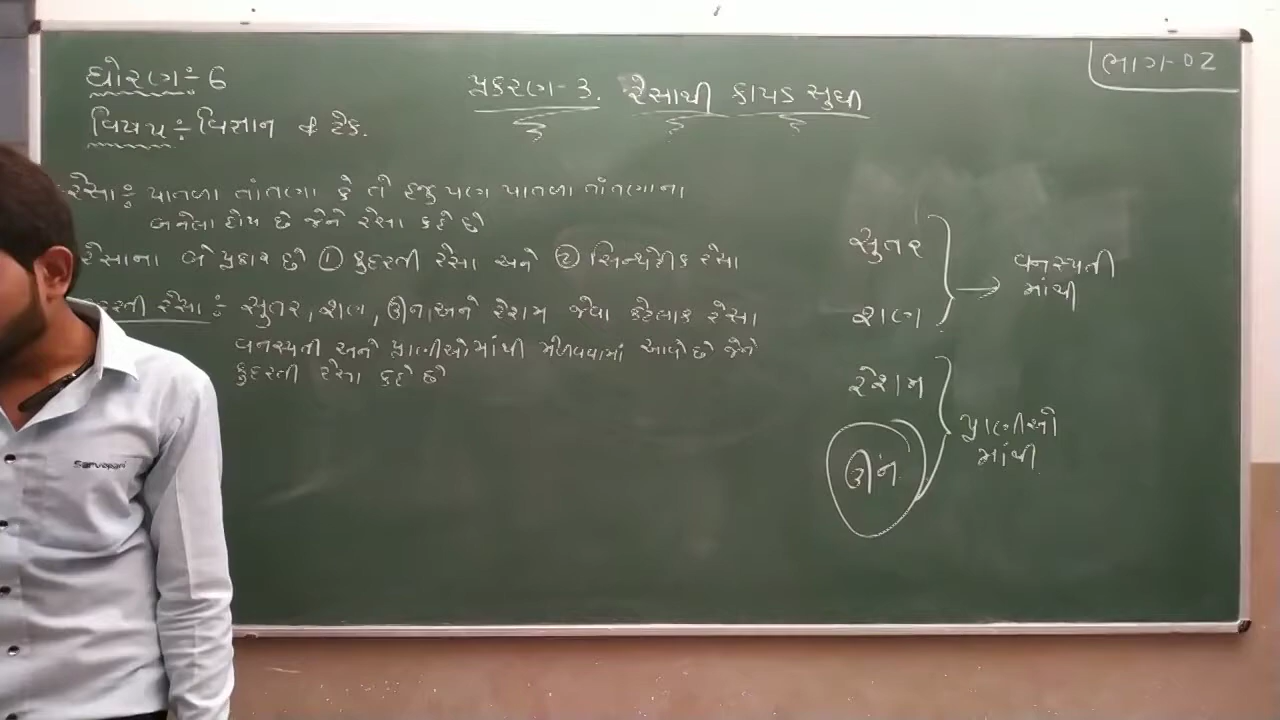 ધોરણઃ 6
વિષયઃ વિજ્ઞાન & ટેક.
પ્રકરણ-3. રેસાથી કાપડ સુધી
ભાગ-02
રેસાઃ પાતળા તાંતણા કે તે હજુ પણ પાતળા તાંતણાના
બનેલા હોય છે જેને રેસા કહે છે
રેસાના બે પ્રકાર છે ① કુદરતી રેસા અને ② સિન્થેટીક રેસા
રેસાઃ સુતર, શણ, ઊન અને રેશમ જેવા કેટલાક રેસા
વનસ્પતી અને પ્રાણીઓમાંથી મેળવવામાં આવે છે જેને
કુદરતી રેસા કહે છે
સુતર
શણ
વનસ્પતી
માંથી
રેશમ
ઊન
પ્રાણીઓ
માંથી
Sarvopari